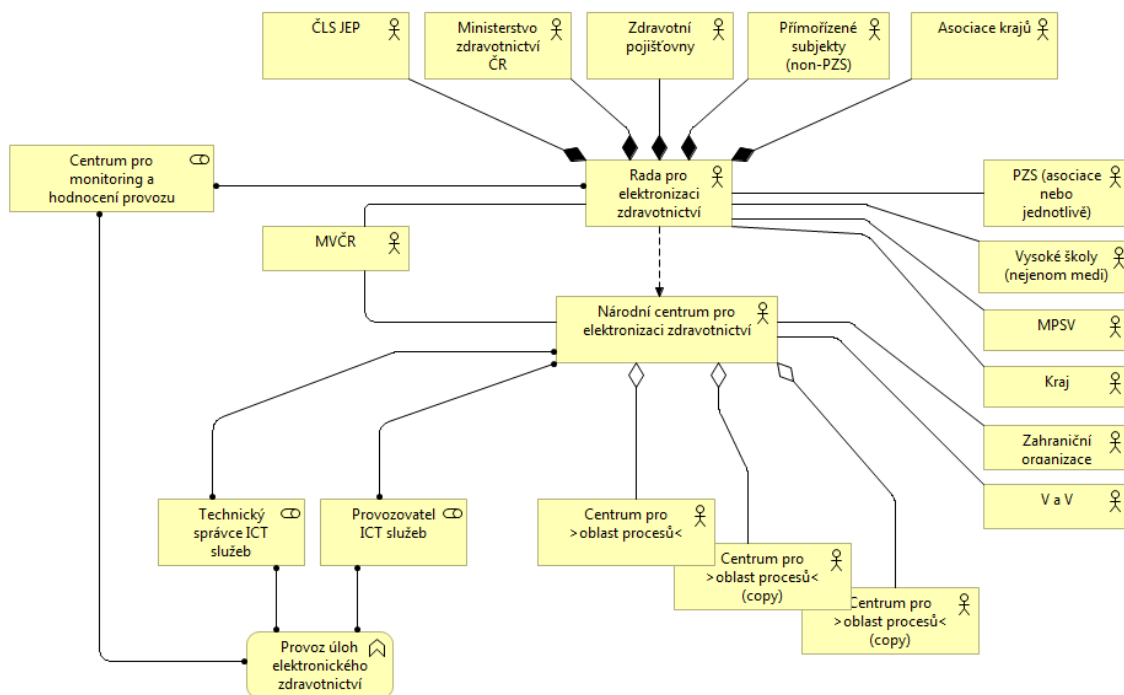 ČLS JEP
Ministerstvo
zdravotnictví
ČR
Zdravotní
pojišťovny
Přímořízené
subjekty
(non-PZS)
Asociace krajů
Centrum pro
monitoring a
hodnocení provozu
Rada pro
elektronizaci
zdravotnictví
PZS (asociace
nebo
jednotlivě)
MVČR
Vysoké školy
(nejenom medi
Národní centrum pro
elektronizaci zdravotnictví
MPSV
Kraj
Zahraniční
organizace
V a V
Technický
správce ICT
služeb
Provozovatel
ICT služeb
Centrum pro
>oblast procesů<
Centrum pro
>oblast procesů<
(copy)
Centrum pro
>oblast procesů<
(copy)
Provoz úloh
elektronického
zdravotnictví